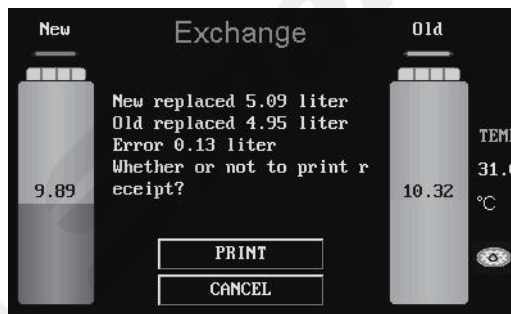 New
Exchange
Old
New replaced 5.09 liter
Old replaced 4.95 liter
Error 0.13 liter
Whether or not to print r
eceipt?
9.89
10.32
31.
°C
PRINT
CANCEL